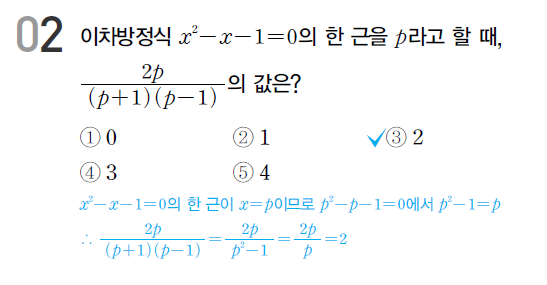 02 이차방정식 x²-x-1=0의 한 근을 p라고 할 때,
2p/((p+1)(p-1))의 값은?
① 0 ② 1 ✓③ 2
④ 3 ⑤ 4
x²-x-1=0의 한 근이 x=p이므로 p²-p-1=0에서 p²-1=p
∴ 2p/((p+1)(p-1)) = 2p/(p²-1) = 2p/p =2